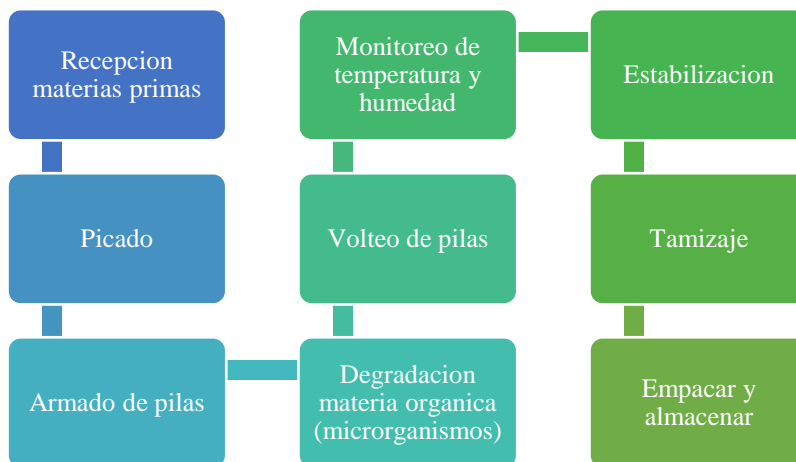 Recepcion
materias primas
Picado
Armado de pilas
Degradacion
materia organica
(microrganismos)
Volteo de pilas
Monitoreo de
temperatura y
humedad
Estabilizacion
Tamizaje
Empacar y
almacenar